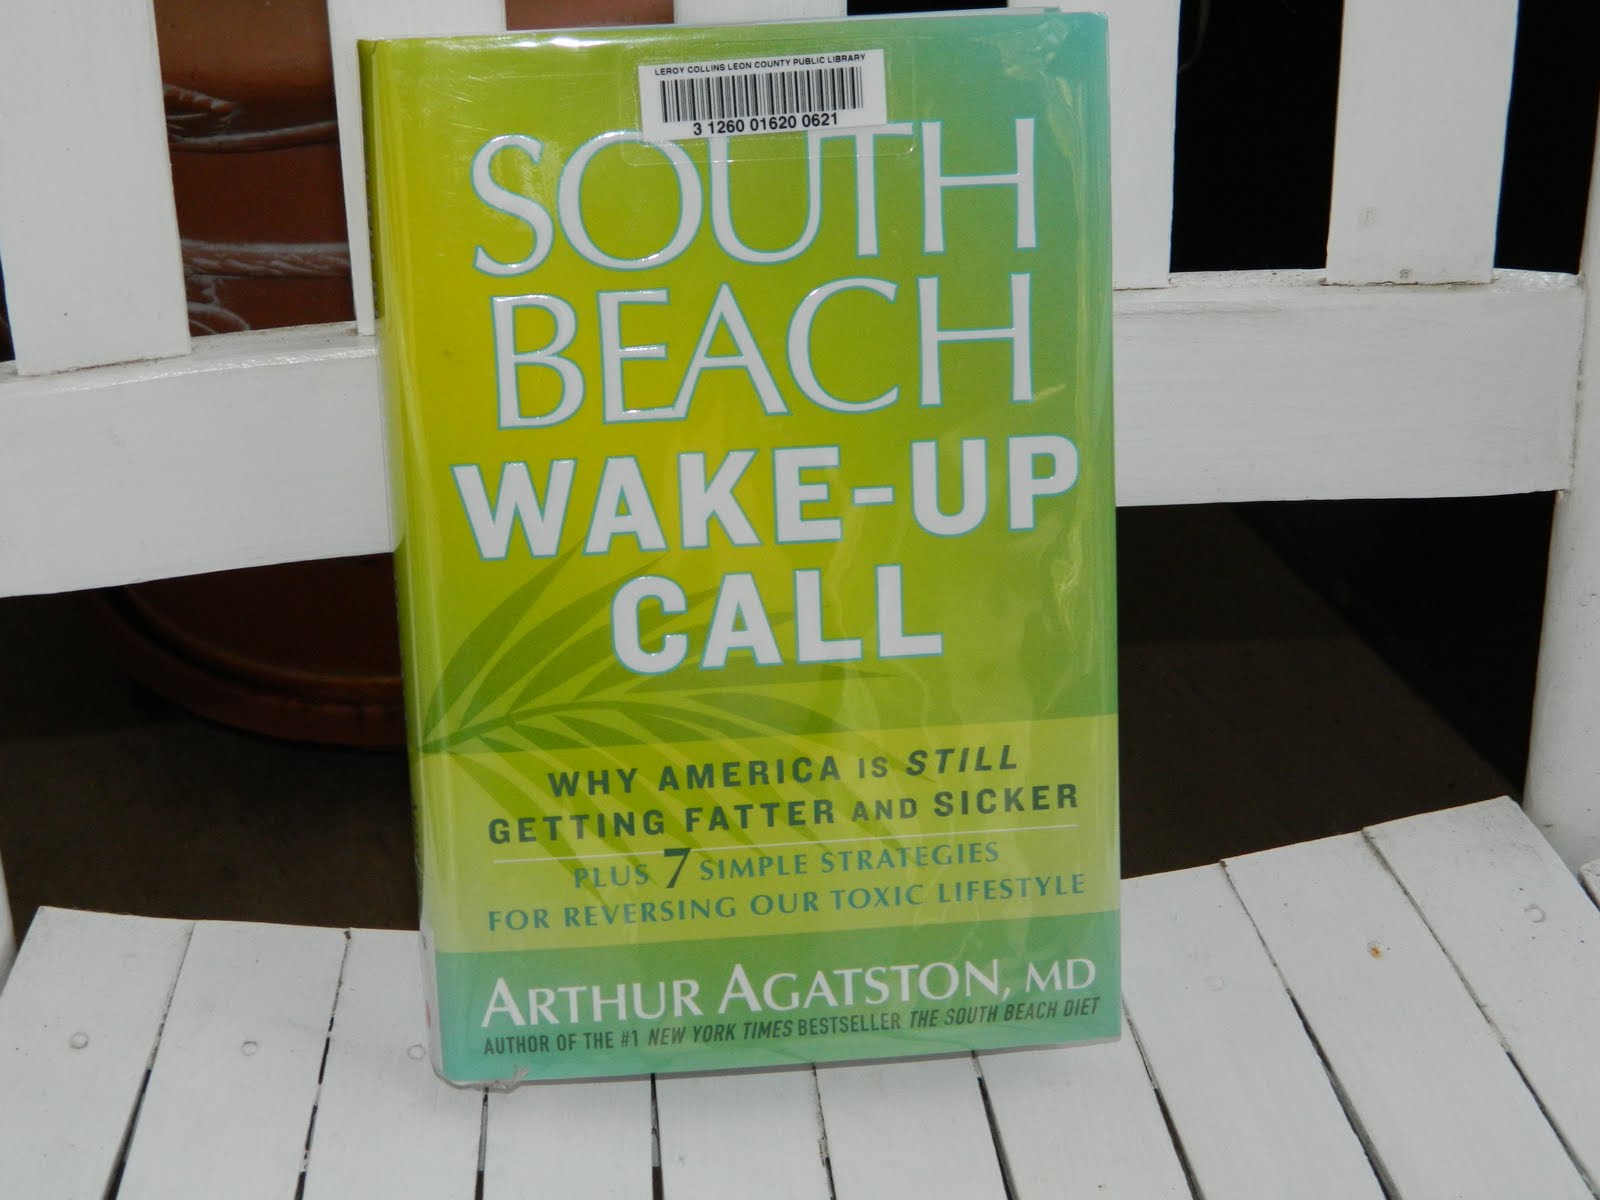 LEROY COLLINS LEON COUNTY PUBLIC LIBRARY
3 1260 01620 0621
SOUTH
BEACH
WAKE-UP
CALL
WHY AMERICA IS STILL
GETTING FATTER AND SICKER
PLUS 7 SIMPLE STRATEGIES
FOR REVERSING OUR TOXIC LIFESTYLE
ARTHUR AGATSTON, MD
AUTHOR OF THE #1 NEW YORK TIMES BESTSELLER THE SOUTH BEACH DIET